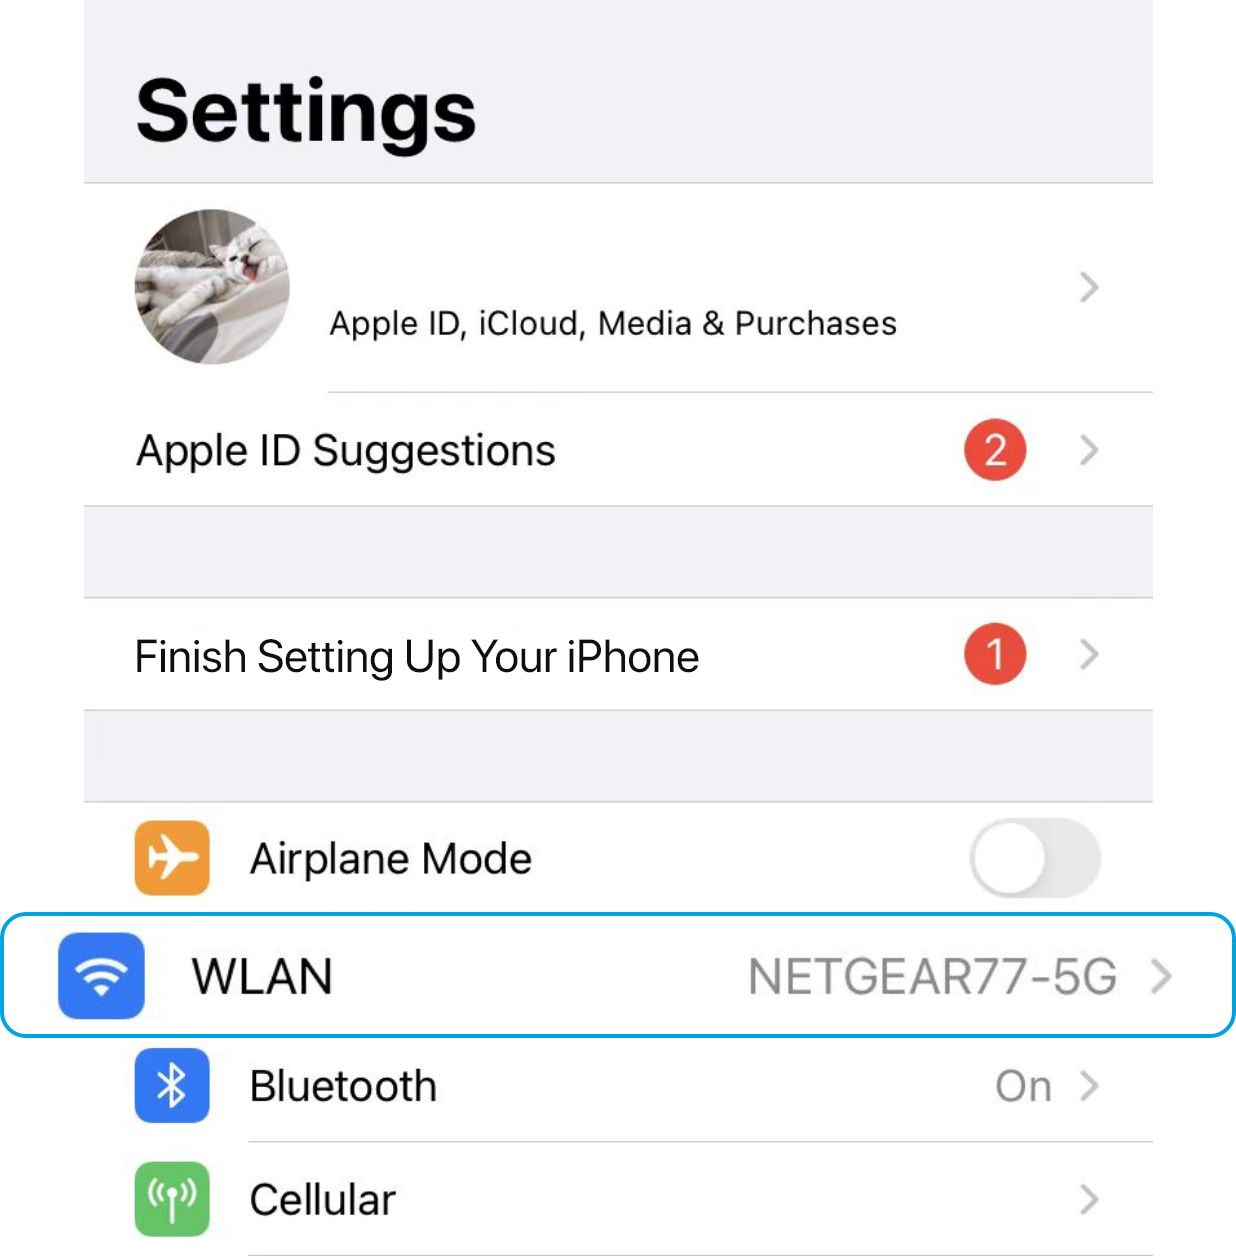 Settings
Apple ID, iCloud, Media & Purchases
Apple ID Suggestions 2
Finish Setting Up Your iPhone 1
Airplane Mode
WLAN NETGEAR77-5G
Bluetooth On
Cellular